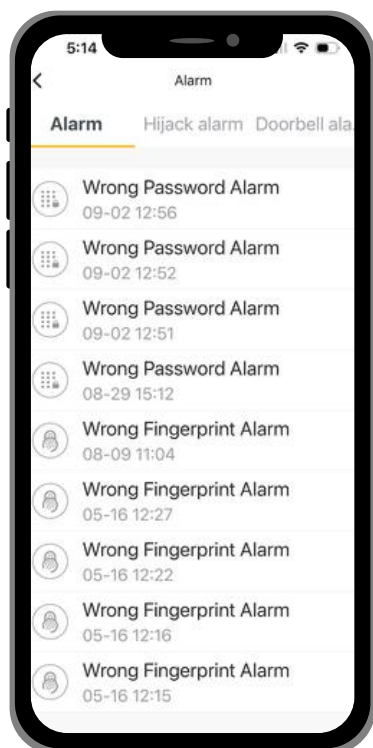 5:14
Alarm
Alarm Hijack alarm Doorbell ala
Wrong Password Alarm
09-02 12:56
Wrong Password Alarm
09-02 12:52
Wrong Password Alarm
09-02 12:51
Wrong Password Alarm
08-29 15:12
Wrong Fingerprint Alarm
08-09 11:04
Wrong Fingerprint Alarm
05-16 12:27
Wrong Fingerprint Alarm
05-16 12:22
Wrong Fingerprint Alarm
05-16 12:16
Wrong Fingerprint Alarm
05-16 12:15